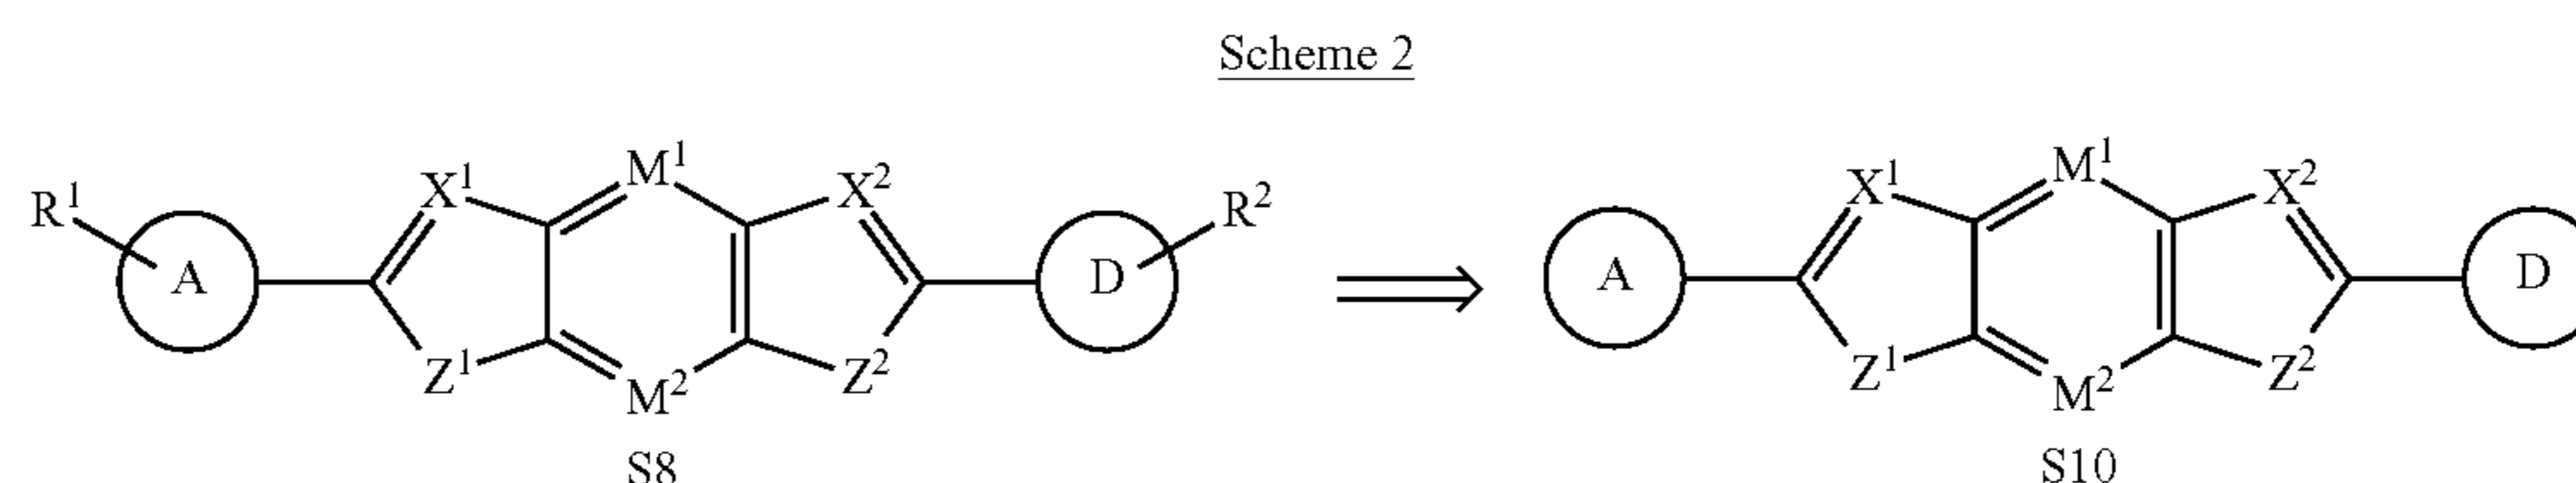 Scheme 2
R¹ A X¹ Z¹ M¹ M² X² Z² D R²
A X¹ Z¹ M¹ M² X² Z² D
S8
S10